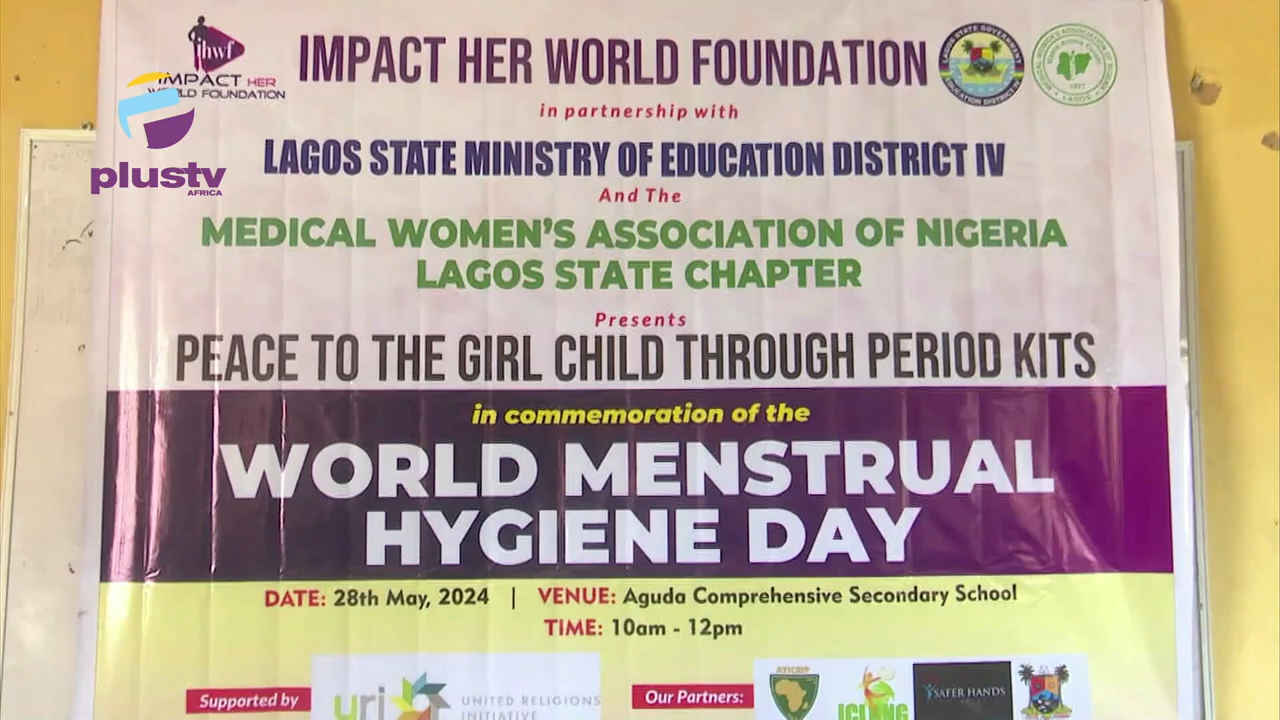 ihwf
IMPACT HER
WORLD FOUNDATION
plustv
AFRICA
IMPACT HER WORLD FOUNDATION
in partnership with
LAGOS STATE MINISTRY OF EDUCATION DISTRICT IV
And The
MEDICAL WOMEN'S ASSOCIATION OF NIGERIA
LAGOS STATE CHAPTER
Presents
PEACE TO THE GIRL CHILD THROUGH PERIOD KITS
in commemoration of the
WORLD MENSTRUAL
HYGIENE DAY
DATE: 28th May, 2024 | VENUE: Aguda Comprehensive Secondary School
TIME: 10am - 12pm
Supported by
uri
UNITED RELIGIONS
INITIATIVE
Our Partners:
SAFER HANDS